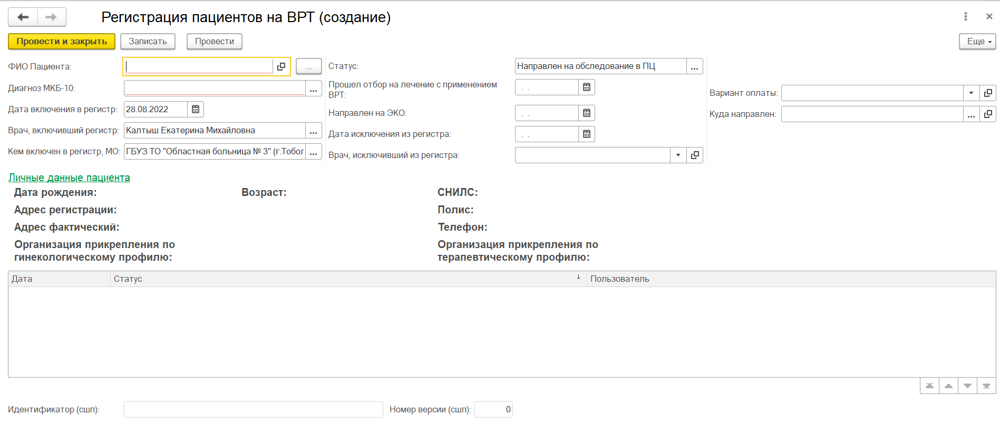 Регистрация пациентов на ВРТ (создание)
Провести и закрыть
Записать
Провести
Еще
ФИО Пациента:
...
Диагноз МКБ-10:
...
Дата включения в регистр:
28.08.2022
Врач, включивший регистр:
Калтыш Екатерина Михайловна
...
Кем включен в регистр, МО:
ГБУЗ ТО "Областная больница № 3" (г.Тобол
...
Статус:
Направлен на обследование в ПЦ
...
Прошел отбор на лечение с применением
ВРТ:
. .
Направлен на ЭКО:
. .
Дата исключения из регистра:
. .
Врач, исключивший из регистра:
Вариант оплаты:
Куда направлен:
...
Личные данные пациента
Дата рождения:
Возраст:
СНИЛС:
Адрес регистрации:
Полис:
Адрес фактический:
Телефон:
Организация прикрепления по
гинекологическому профилю:
Организация прикрепления по
терапевтическому профилю:
Дата
Статус
Пользователь
Идентификатор (сшп):
Номер версии (сшп):
0